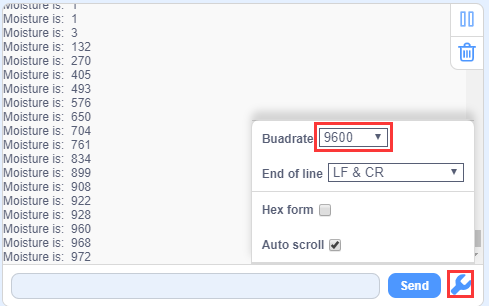 Moisture is: 1
Moisture is: 1
Moisture is: 3
Moisture is: 132
Moisture is: 270
Moisture is: 405
Moisture is: 493
Moisture is: 576
Moisture is: 650
Moisture is: 704
Moisture is: 761
Moisture is: 834
Moisture is: 899
Moisture is: 908
Moisture is: 922
Moisture is: 928
Moisture is: 960
Moisture is: 968
Moisture is: 972
Buadrate 9600
End of line LF & CR
Hex form
Auto scroll
Send